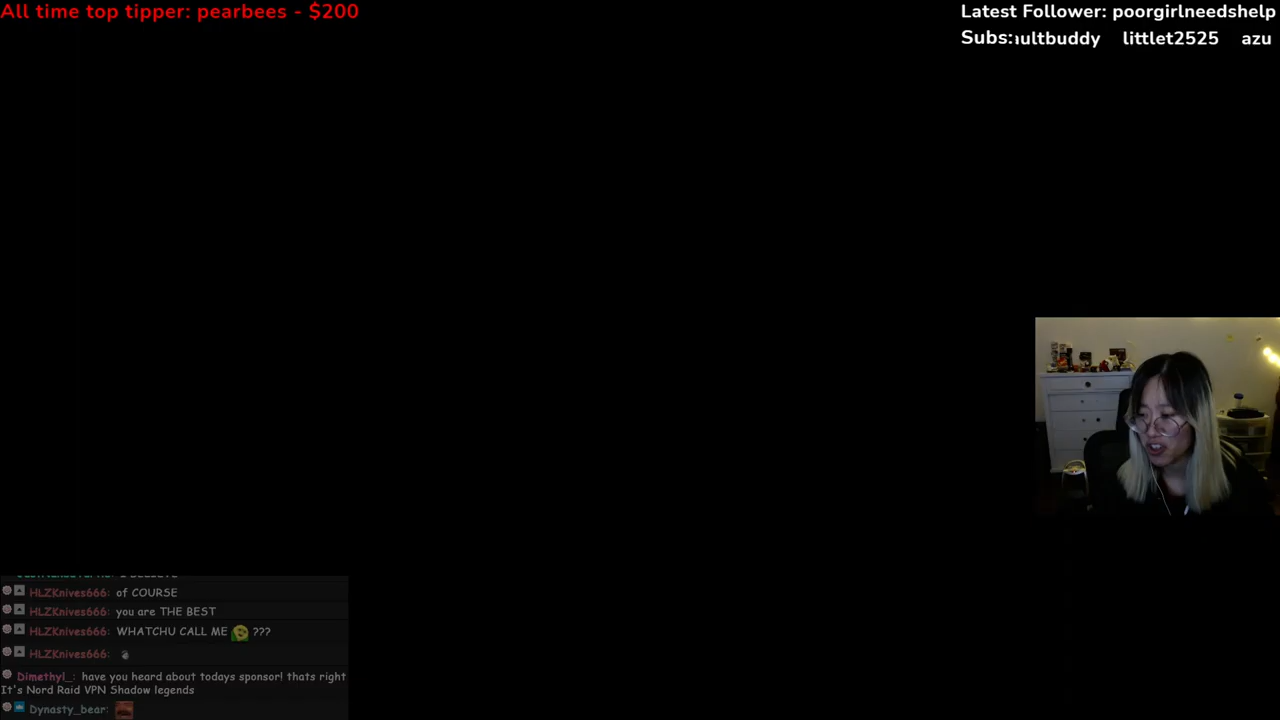 All time top tipper: pearbees - $200
Latest Follower: poorgirlneedshelp
Subs: ultbuddy littlet2525 azu
HLZKnives666: of COURSE
HLZKnives666: you are THE BEST
HLZKnives666: WHATCHU CALL ME ???
HLZKnives666:
Dimethyl_: have you heard about todays sponsor! thats right
It's Nord Raid VPN Shadow legends
Dynasty_bear: